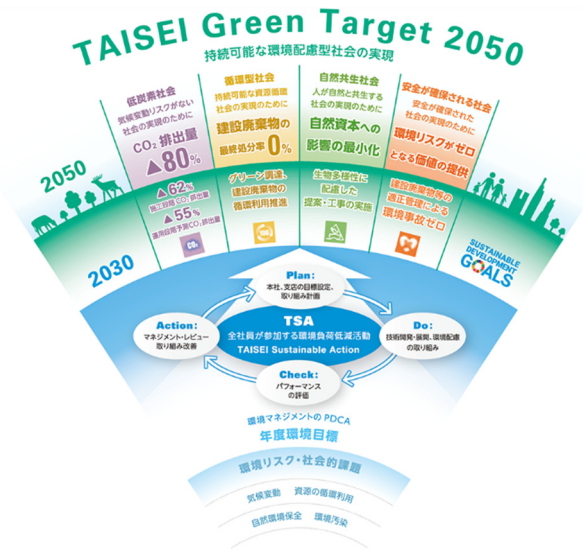 TAISEI Green Target 2050
持続可能な環境配慮型社会の実現
2050
低炭素社会
気候変動リスクがない
社会の実現のために
CO₂ 排出量
▲80%
循環型社会
持続可能な資源循環
社会の実現のために
建設廃棄物の
最終処分率 0%
自然共生社会
人が自然と共生する
社会の実現のために
自然資本への
影響の最小化
安全が確保される社会
安全が確保された
社会の実現のために
環境リスクがゼロ
となる価値の提供
2030
▲62%
施工段階 CO₂ 排出量
▲55%
運用段階予測CO₂排出量
CO₂
グリーン調達、
建設廃棄物の
循環利用推進
生物多様性に
配慮した
提案・工事の実施
建設廃棄物等の
適正管理による
環境事故ゼロ
SUSTAINABLE
DEVELOPMENT
GOALS
Plan:
本社、支店の目標設定、
取り組み計画
Action:
マネジメント・レビュー
取り組み改善
TSA
全社員が参加する環境負荷低減活動
TAISEI Sustainable Action
Do:
技術開発・展開、環境配慮
の取り組み
Check:
パフォーマンス
の評価
環境マネジメントの PDCA
年度環境目標
環境リスク・社会的課題
気候変動 資源の循環利用
自然環境保全 環境汚染